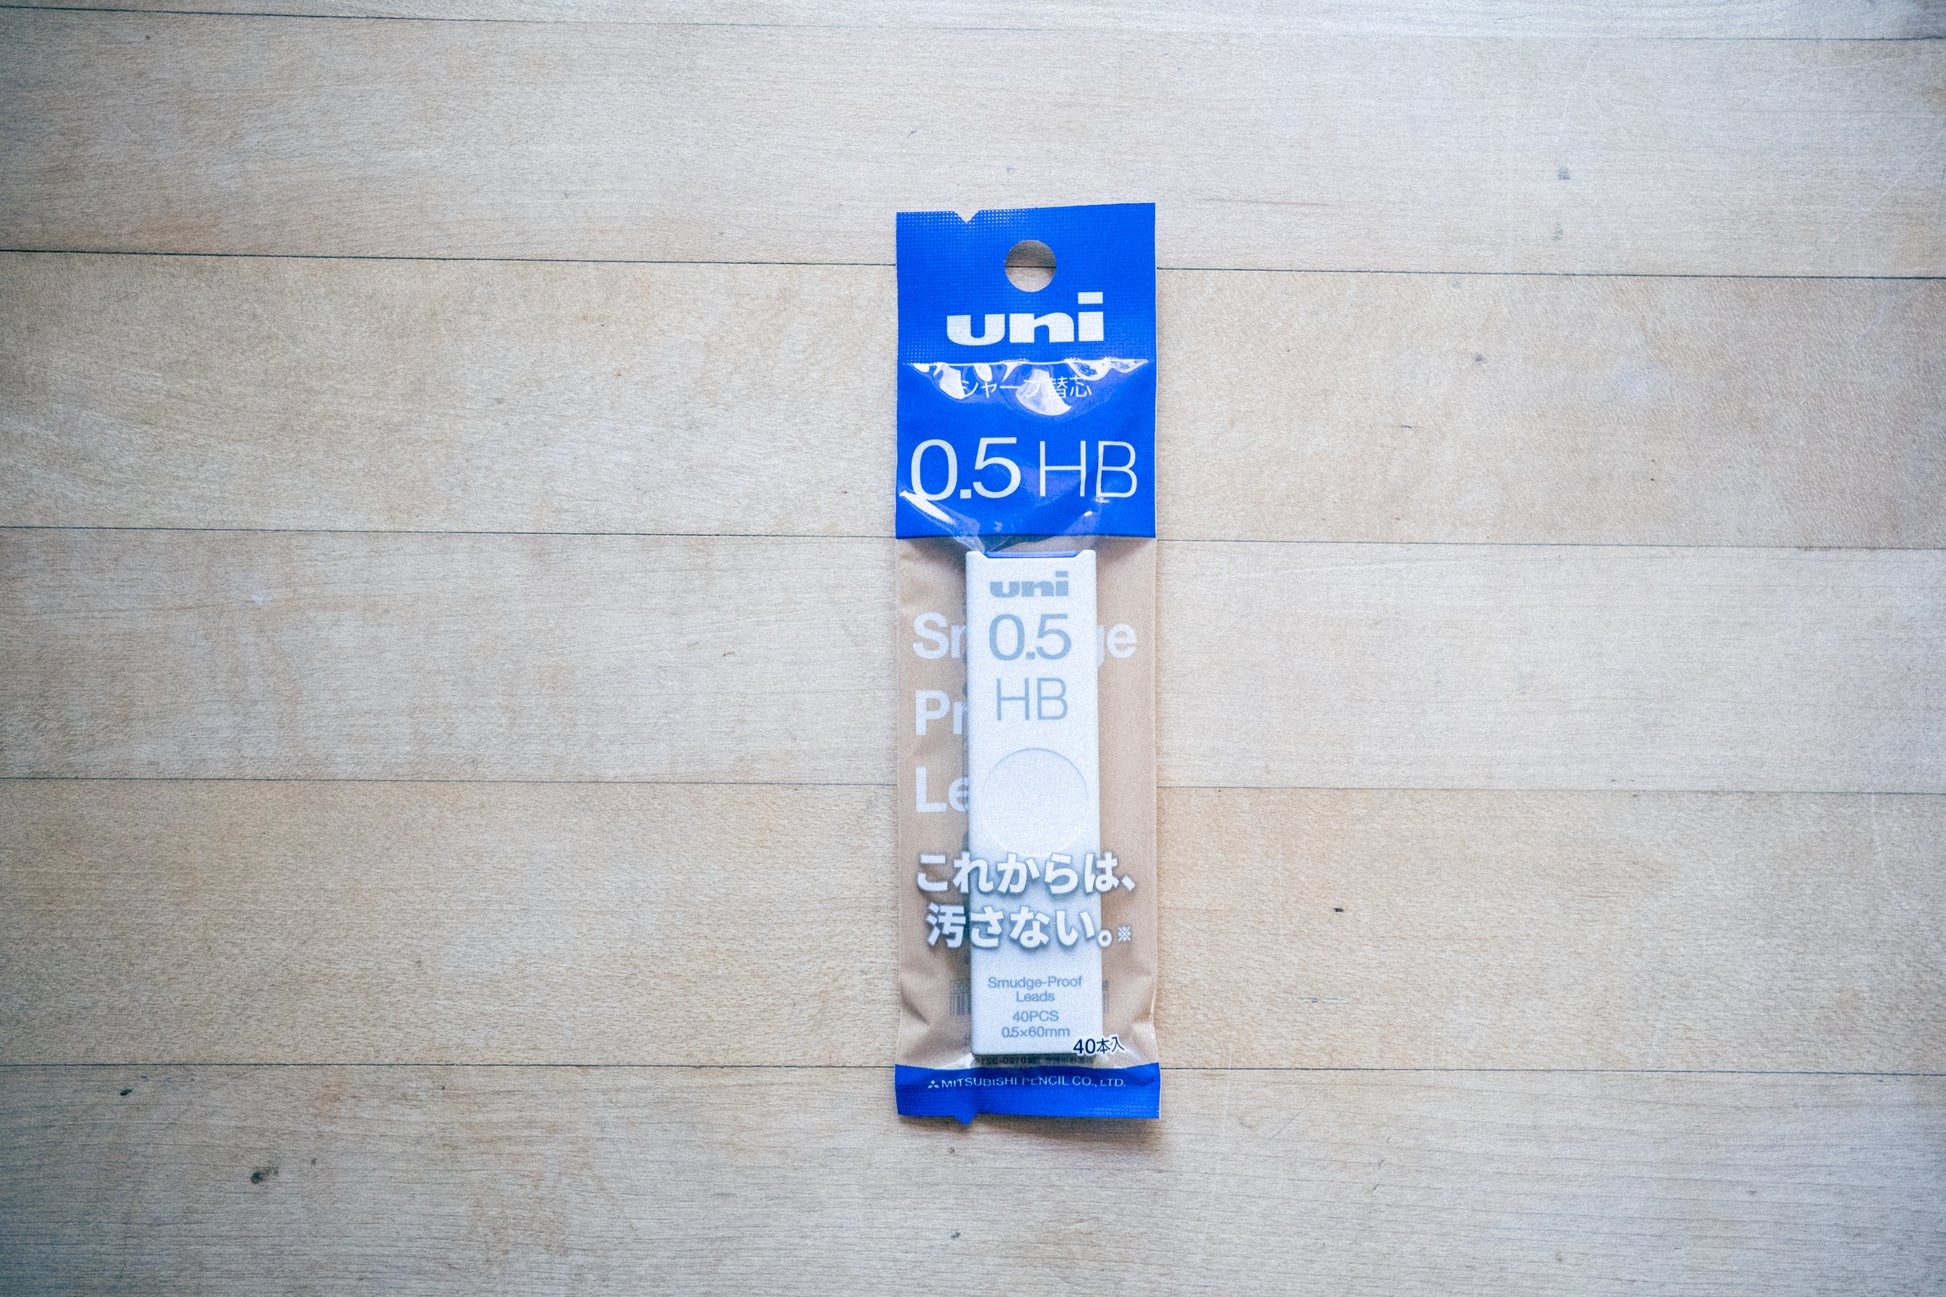 uni
シャープ替芯
0.5 HB
uni
0.5
HB
これからは、
汚さない。※
Smudge-Proof
Leads
40PCS
0.5×60mm
40本入
MITSUBISHI PENCIL CO., LTD.